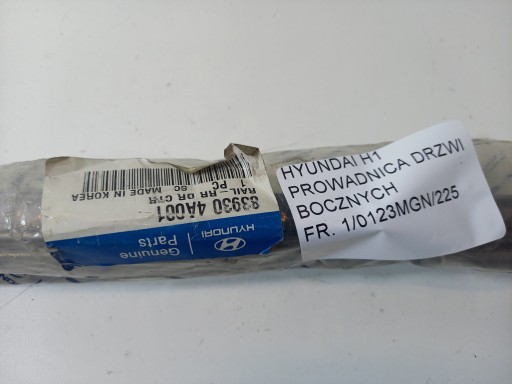 HYUNDAI H1
PROWADNICA DRZWI
BOCZNYCH
FR. 1/0123MGN/225
HYUNDAI
Genuine
Parts
83930 4A001
RAIL - RR DR CTR
1 PC SC MADE IN KOREA